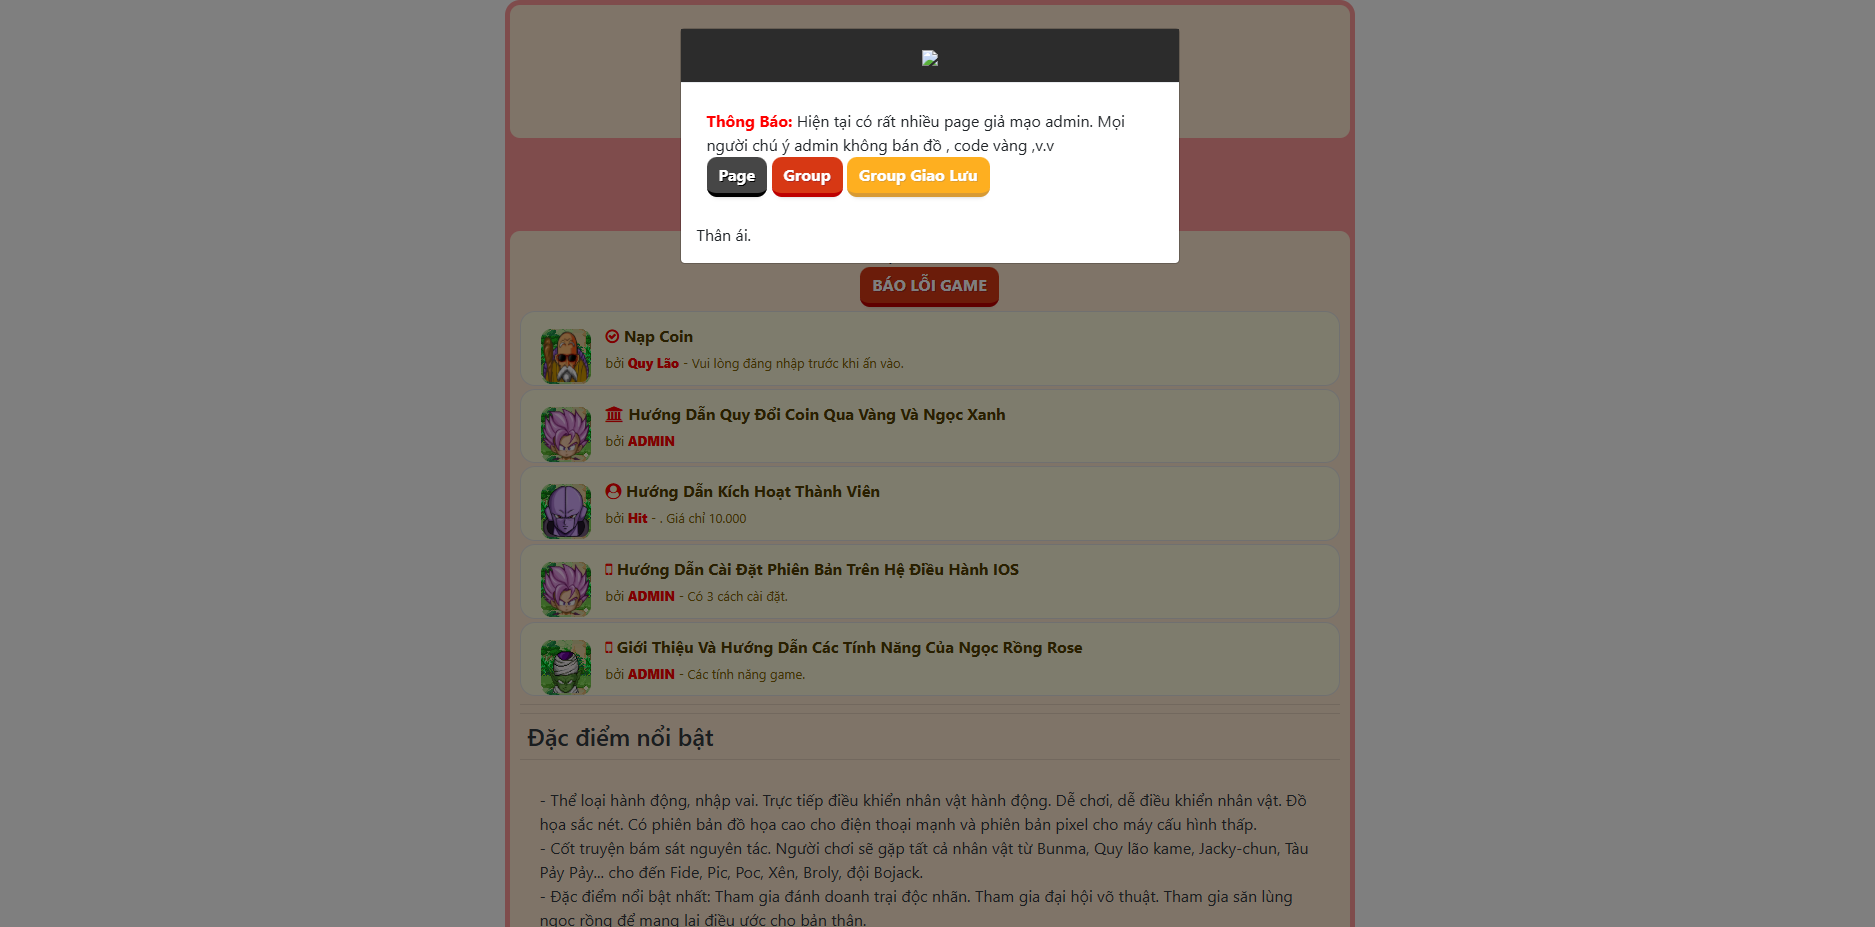 Thông Báo: Hiện tại có rất nhiều page giả mạo admin. Mọi
người chú ý admin không bán đồ , code vàng ,v.v
Page Group Group Giao Lưu
Thân ái.
BÁO LỖI GAME
Nạp Coin
bởi Quy Lão - Vui lòng đăng nhập trước khi ấn vào.
Hướng Dẫn Quy Đổi Coin Qua Vàng Và Ngọc Xanh
bởi ADMIN
Hướng Dẫn Kích Hoạt Thành Viên
bởi Hit - . Giá chỉ 10.000
Hướng Dẫn Cài Đặt Phiên Bản Trên Hệ Điều Hành IOS
bởi ADMIN - Có 3 cách cài đặt.
Giới Thiệu Và Hướng Dẫn Các Tính Năng Của Ngọc Rồng Rose
bởi ADMIN - Các tính năng game.
Đặc điểm nổi bật
- Thể loại hành động, nhập vai. Trực tiếp điều khiển nhân vật hành động. Dễ chơi, dễ điều khiển nhân vật. Đồ
họa sắc nét. Có phiên bản đồ họa cao cho điện thoại mạnh và phiên bản pixel cho máy cấu hình thấp.
- Cốt truyện bám sát nguyên tác. Người chơi sẽ gặp tất cả nhân vật từ Bunma, Quy lão kame, Jacky-chun, Tàu
Pảy Pảy... cho đến Fide, Pic, Poc, Xên, Broly, đội Bojack.
- Đặc điểm nổi bật nhất: Tham gia đánh doanh trại độc nhãn. Tham gia đại hội võ thuật. Tham gia săn lùng
ngọc rồng để mang lại điều ước cho bản thân.